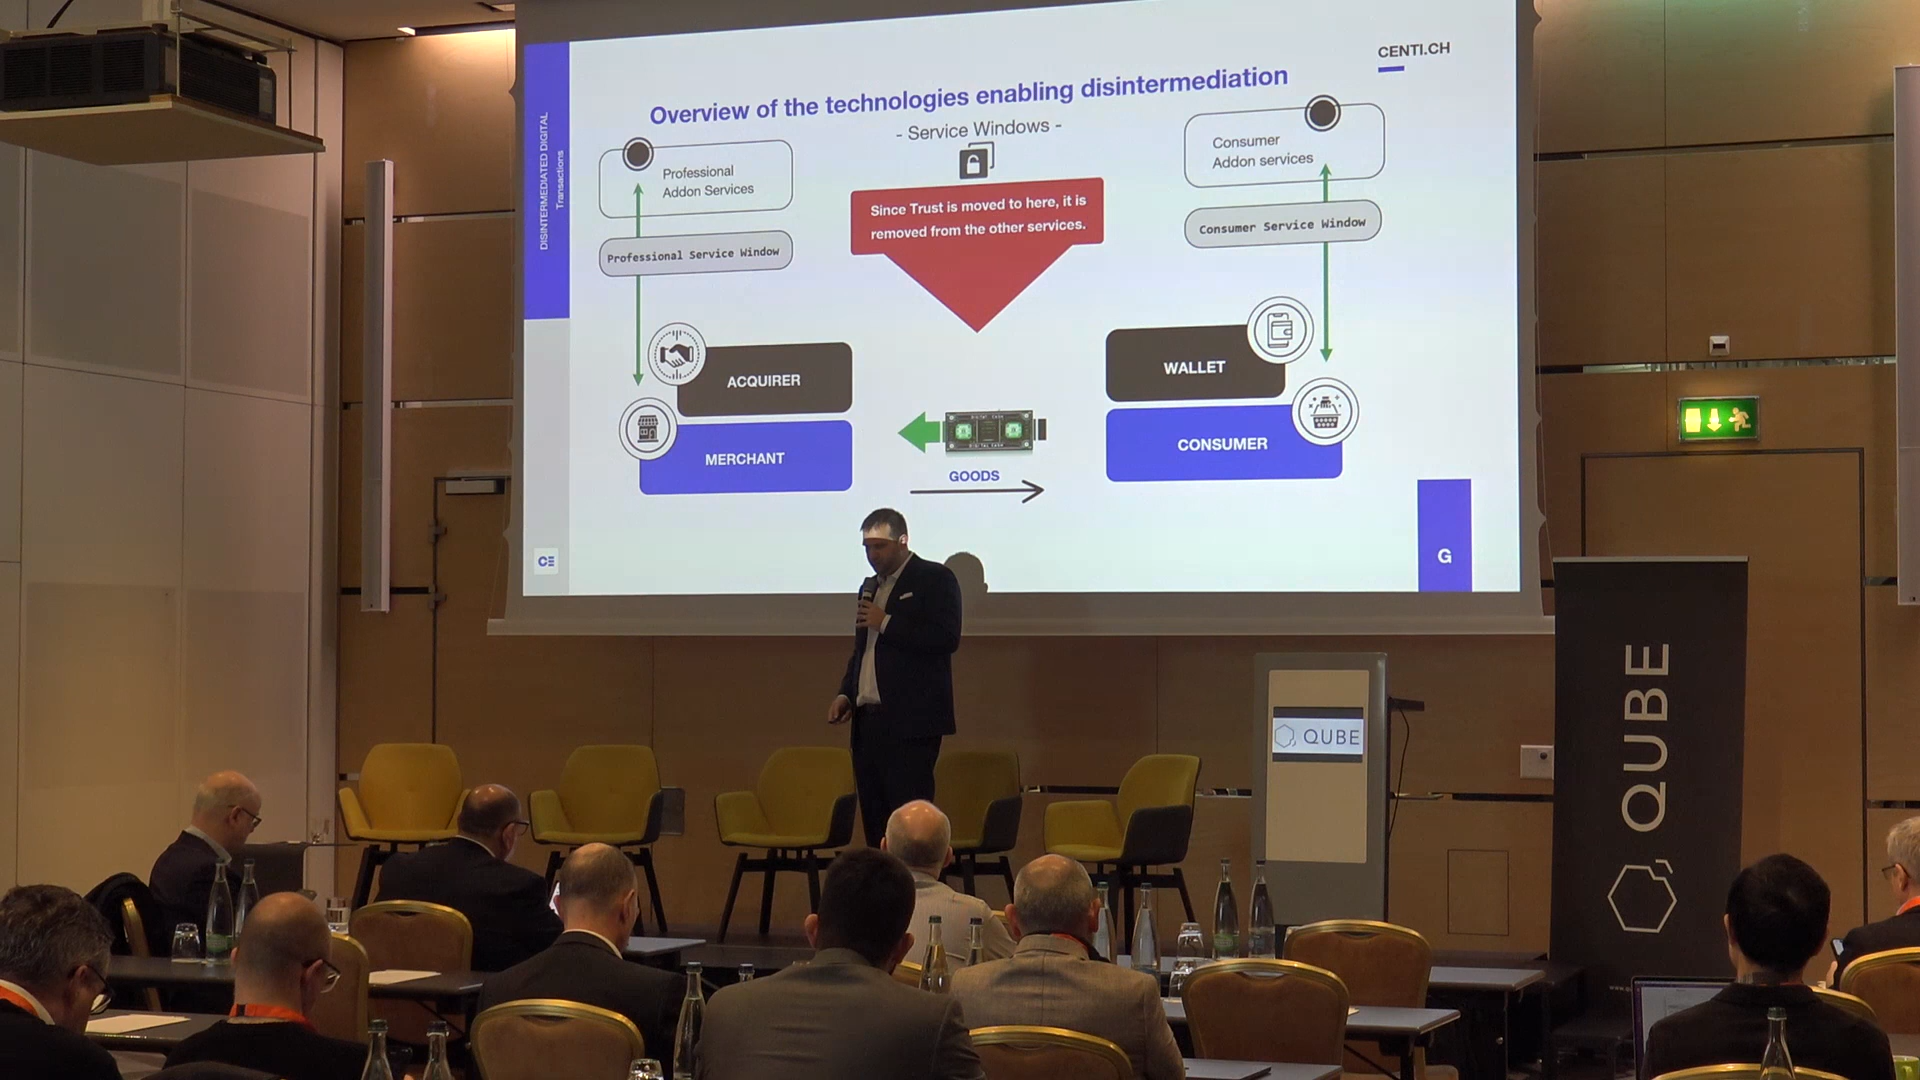 CENTI.CH
DISINTERMEDIATED DIGITAL
Transactions
Overview of the technologies enabling disintermediation
- Service Windows -
Professional
Addon Services
Consumer
Addon services
Since Trust is moved to here, it is
removed from the other services.
Professional Service Window
Consumer Service Window
ACQUIRER
WALLET
MERCHANT
CONSUMER
GOODS
CE
G
QUBE
QUBE